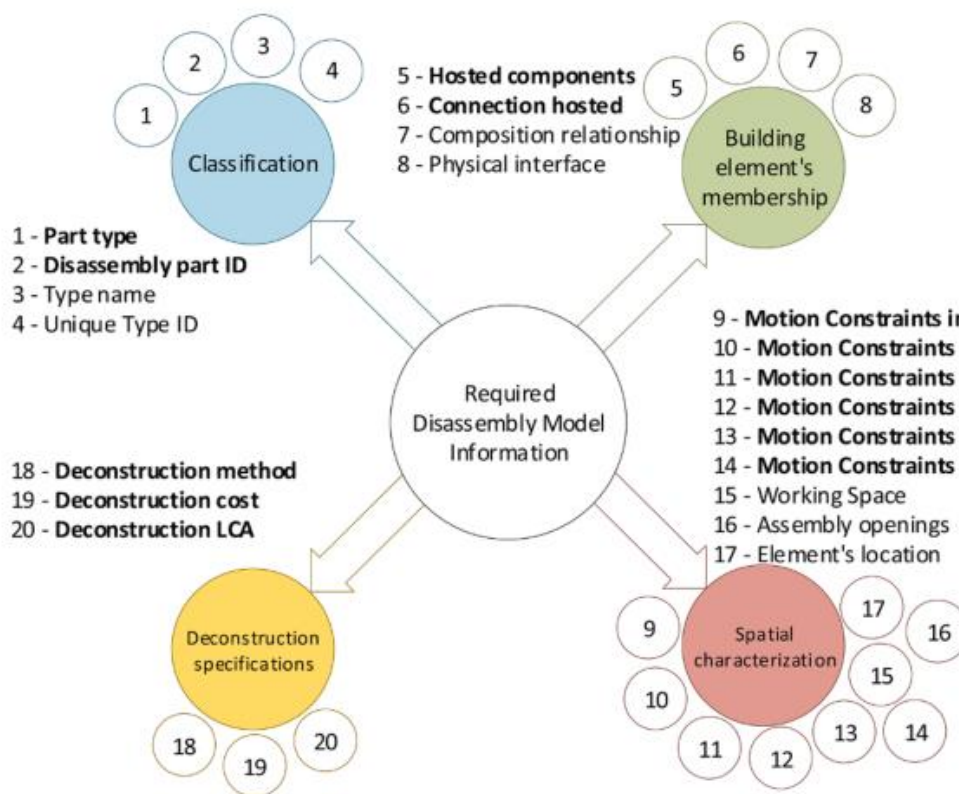 1
2
3
4
Classification
1 - Part type
2 - Disassembly part ID
3 - Type name
4 - Unique Type ID
5 - Hosted components
6 - Connection hosted
7 - Composition relationship
8 - Physical interface
5
6
7
8
Building
element's
membership
Required
Disassembly Model
Information
9 - Motion Constraints in
10 - Motion Constraints
11 - Motion Constraints
12 - Motion Constraints
13 - Motion Constraints
14 - Motion Constraints
15 - Working Space
16 - Assembly openings
17 - Element's location
18 - Deconstruction method
19 - Deconstruction cost
20 - Deconstruction LCA
Deconstruction
specifications
18
19
20
Spatial
characterization
9
10
11
12
13
14
15
16
17